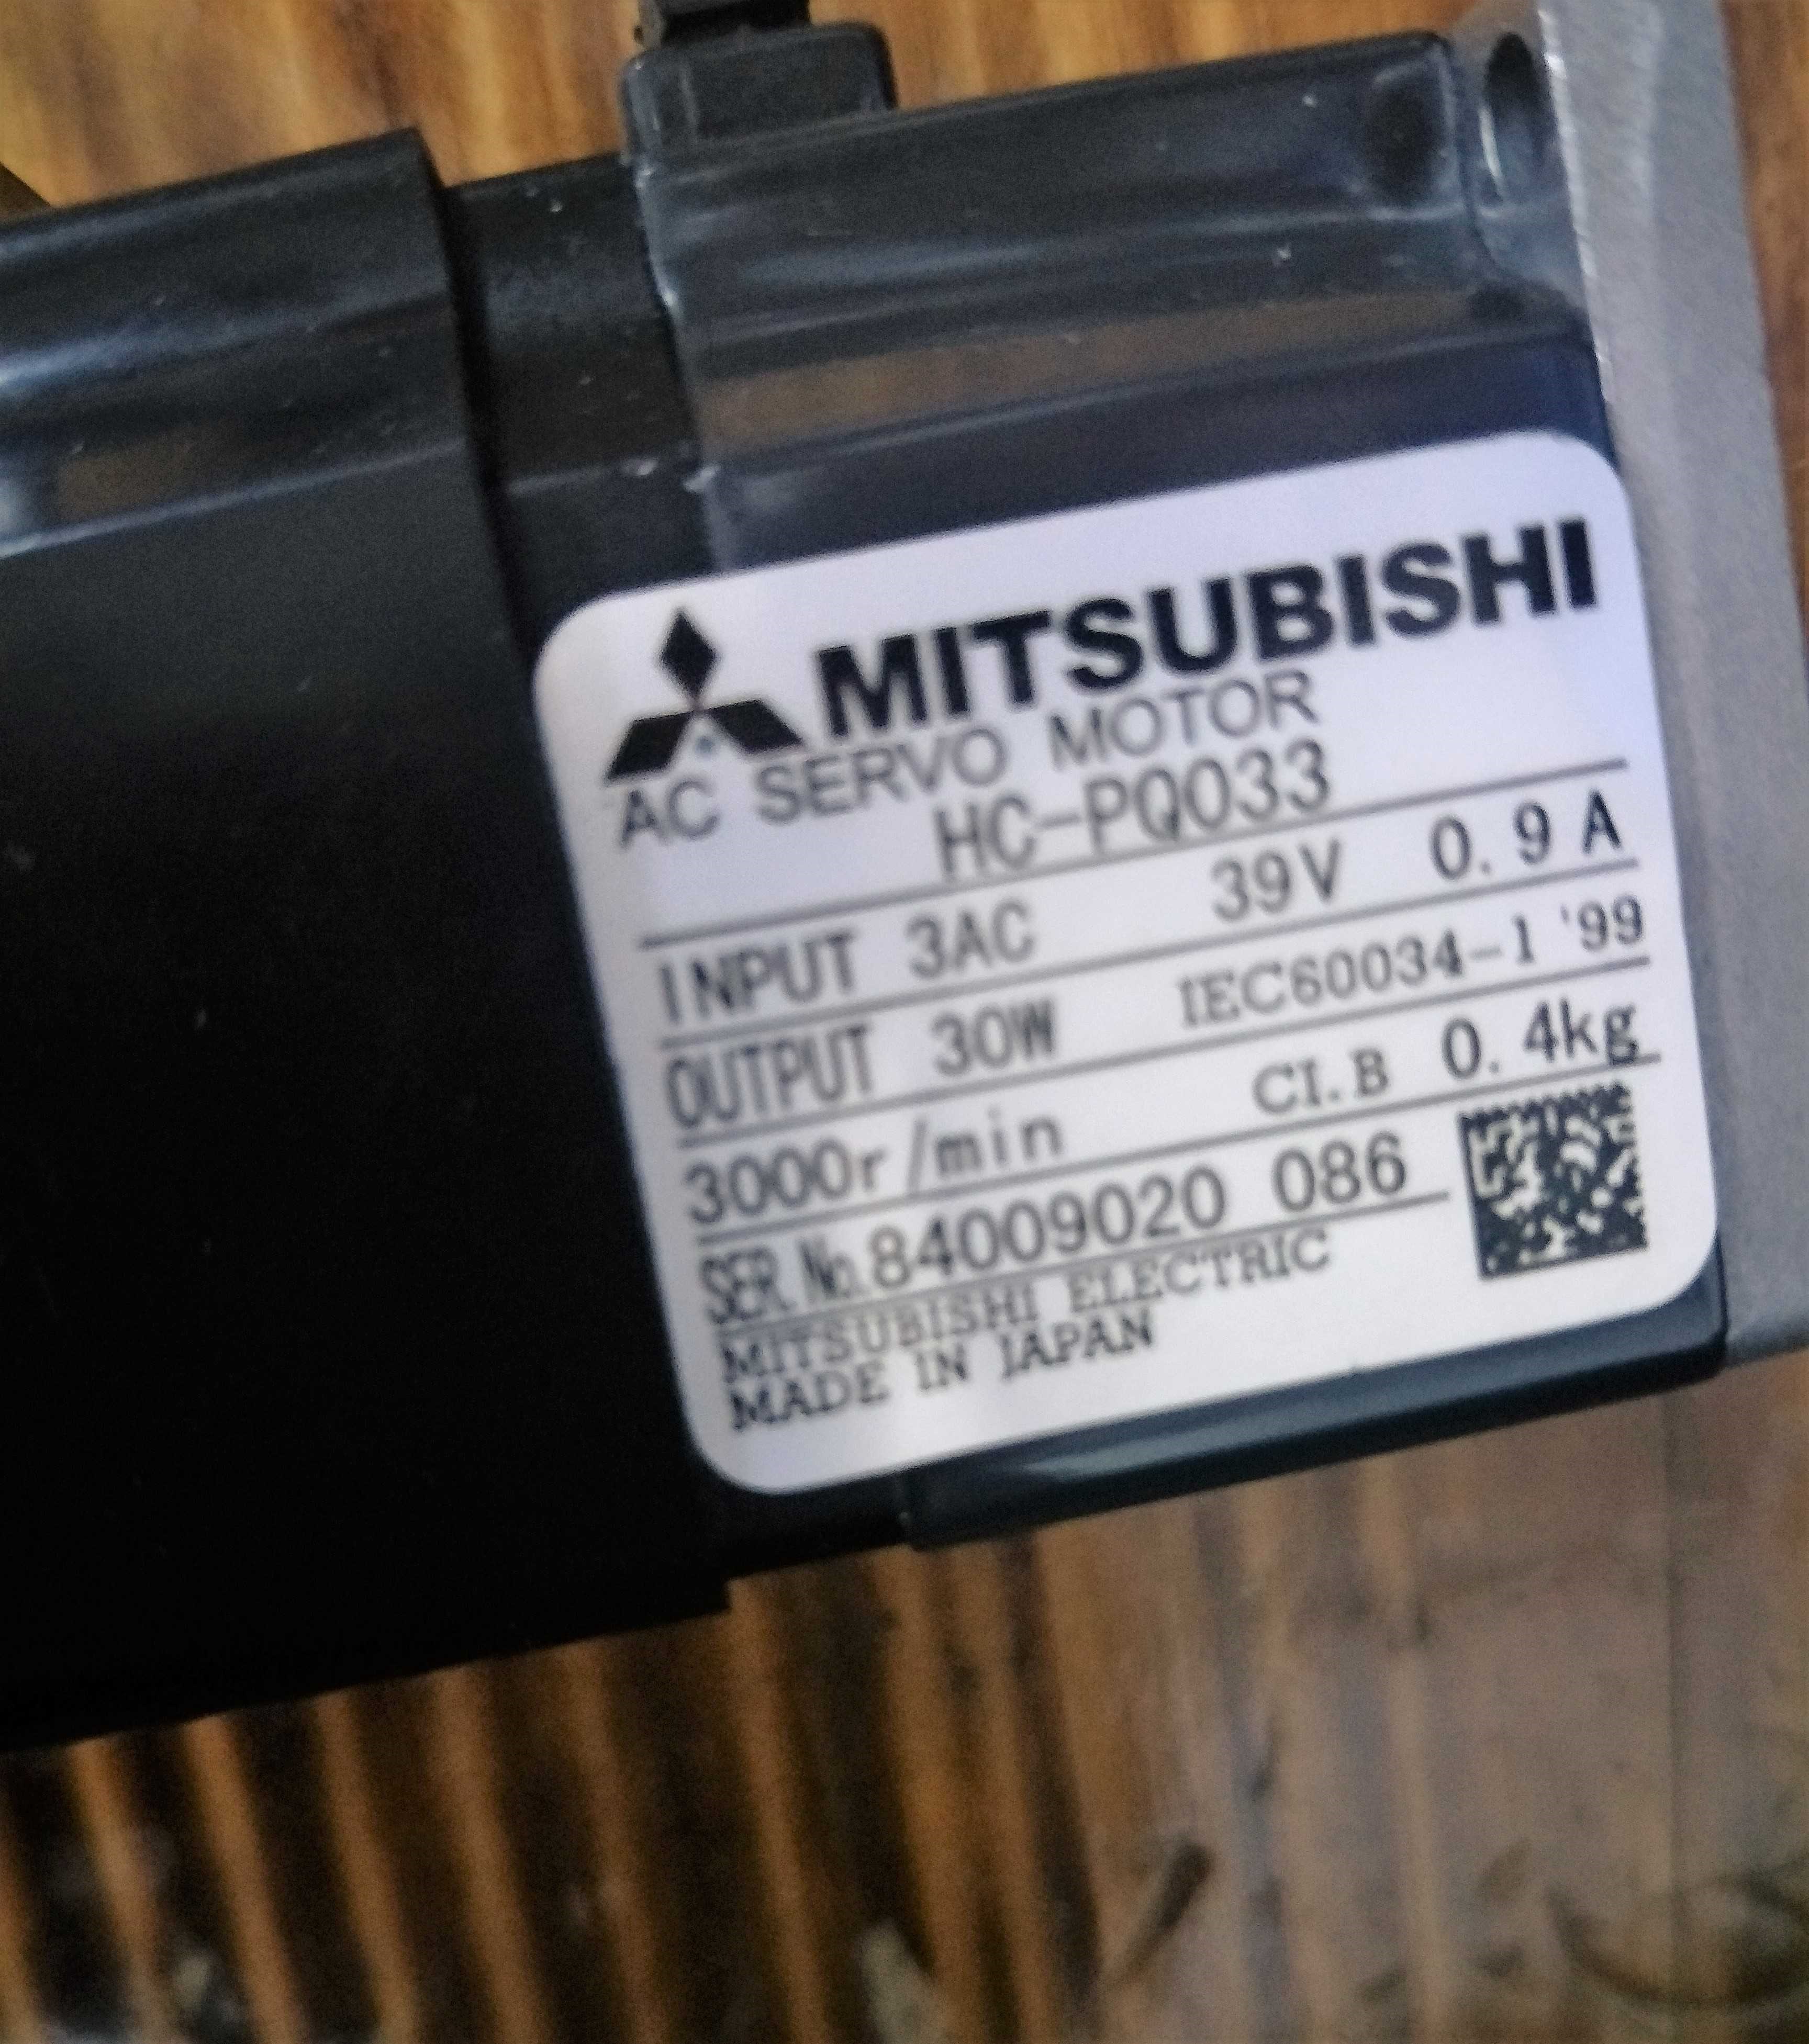 MITSUBISHI
AC SERVO MOTOR
HC-PQ033
INPUT 3AC 39V 0.9A
OUTPUT 30W IEC60034-1 '99
3000r/min CI.B 0.4kg
SER.No.84009020 086
MITSUBISHI ELECTRIC
MADE IN JAPAN